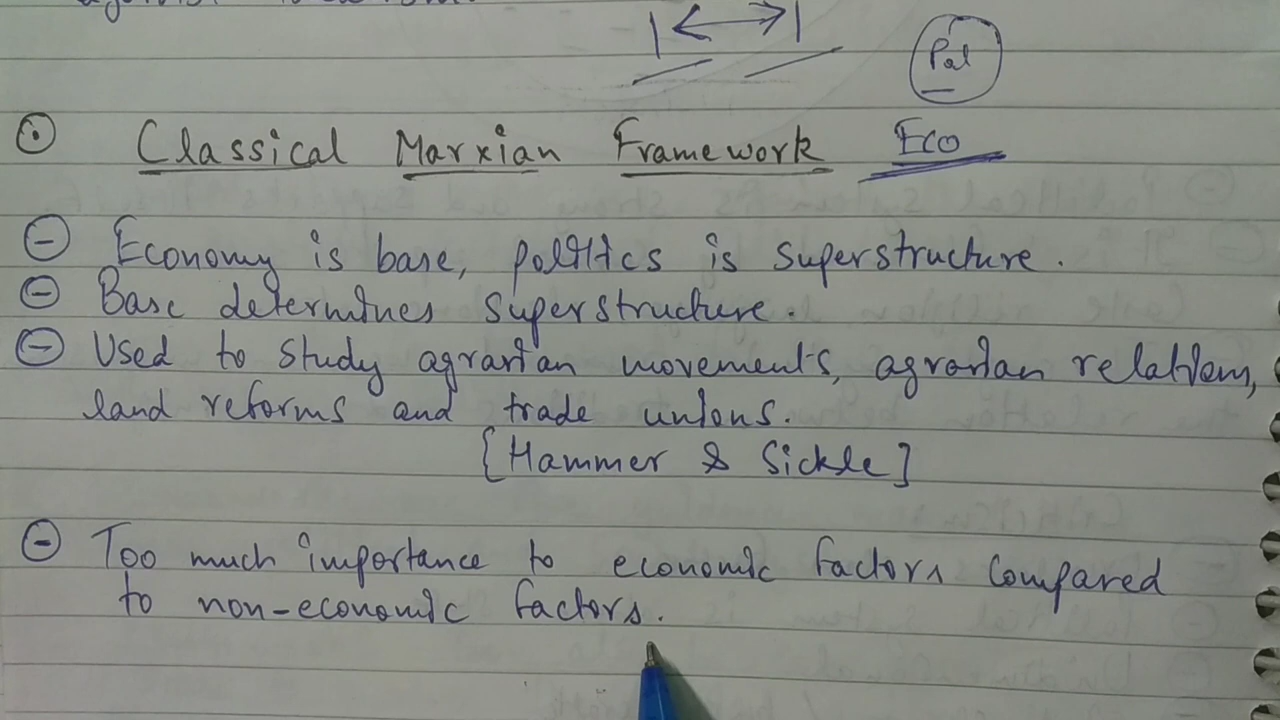 Pol
Classical Marxian Framework Eco
Economy is base, politics is superstructure.
Base determines superstructure.
Used to study agrarian movements, agrarian relations,
land reforms and trade unions.
[Hammer & Sickle]
Too much importance to economic factors compared
to non-economic factors.